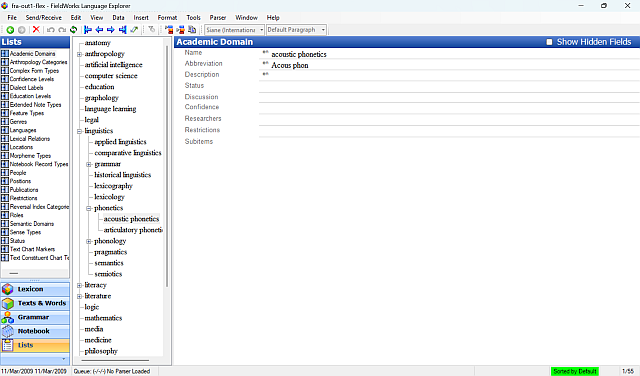 fra-out1-flex - FieldWorks Language Explorer
File Send/Receive Edit View Data Insert Format Tools Parser Window Help
Siane (Internationa Default Paragraph
Lists
Academic Domains
Anthropology Categories
Complex Form Types
Confidence Levels
Dialect Labels
Education Levels
Extended Note Types
Feature Types
Genres
Languages
Lexical Relations
Locations
Morpheme Types
Notebook Record Types
People
Positions
Publications
Restrictions
Reversal Index Categorie
Roles
Semantic Domains
Sense Types
Status
Text Chart Markers
Text Constituent Chart Te
Lexicon
Texts & Words
Grammar
Notebook
Lists
anatomy
anthropology
artificial intelligence
computer science
education
graphology
language learning
legal
linguistics
applied linguistics
comparative linguistics
grammar
historical linguistics
lexicography
lexicology
phonetics
acoustic phonetics
articulatory phoneti
phonology
pragmatics
semantics
semiotics
literacy
literature
logic
mathematics
media
medicine
philosophy
Academic Domain Show Hidden Fields
Name acoustic phonetics
Abbreviation Acous phon
Description
Status
Discussion
Confidence
Researchers
Restrictions
Subitems
11/Mar/2009 11/Mar/2009 Queue: (-/-/-) No Parser Loaded Sorted by Default 1/55